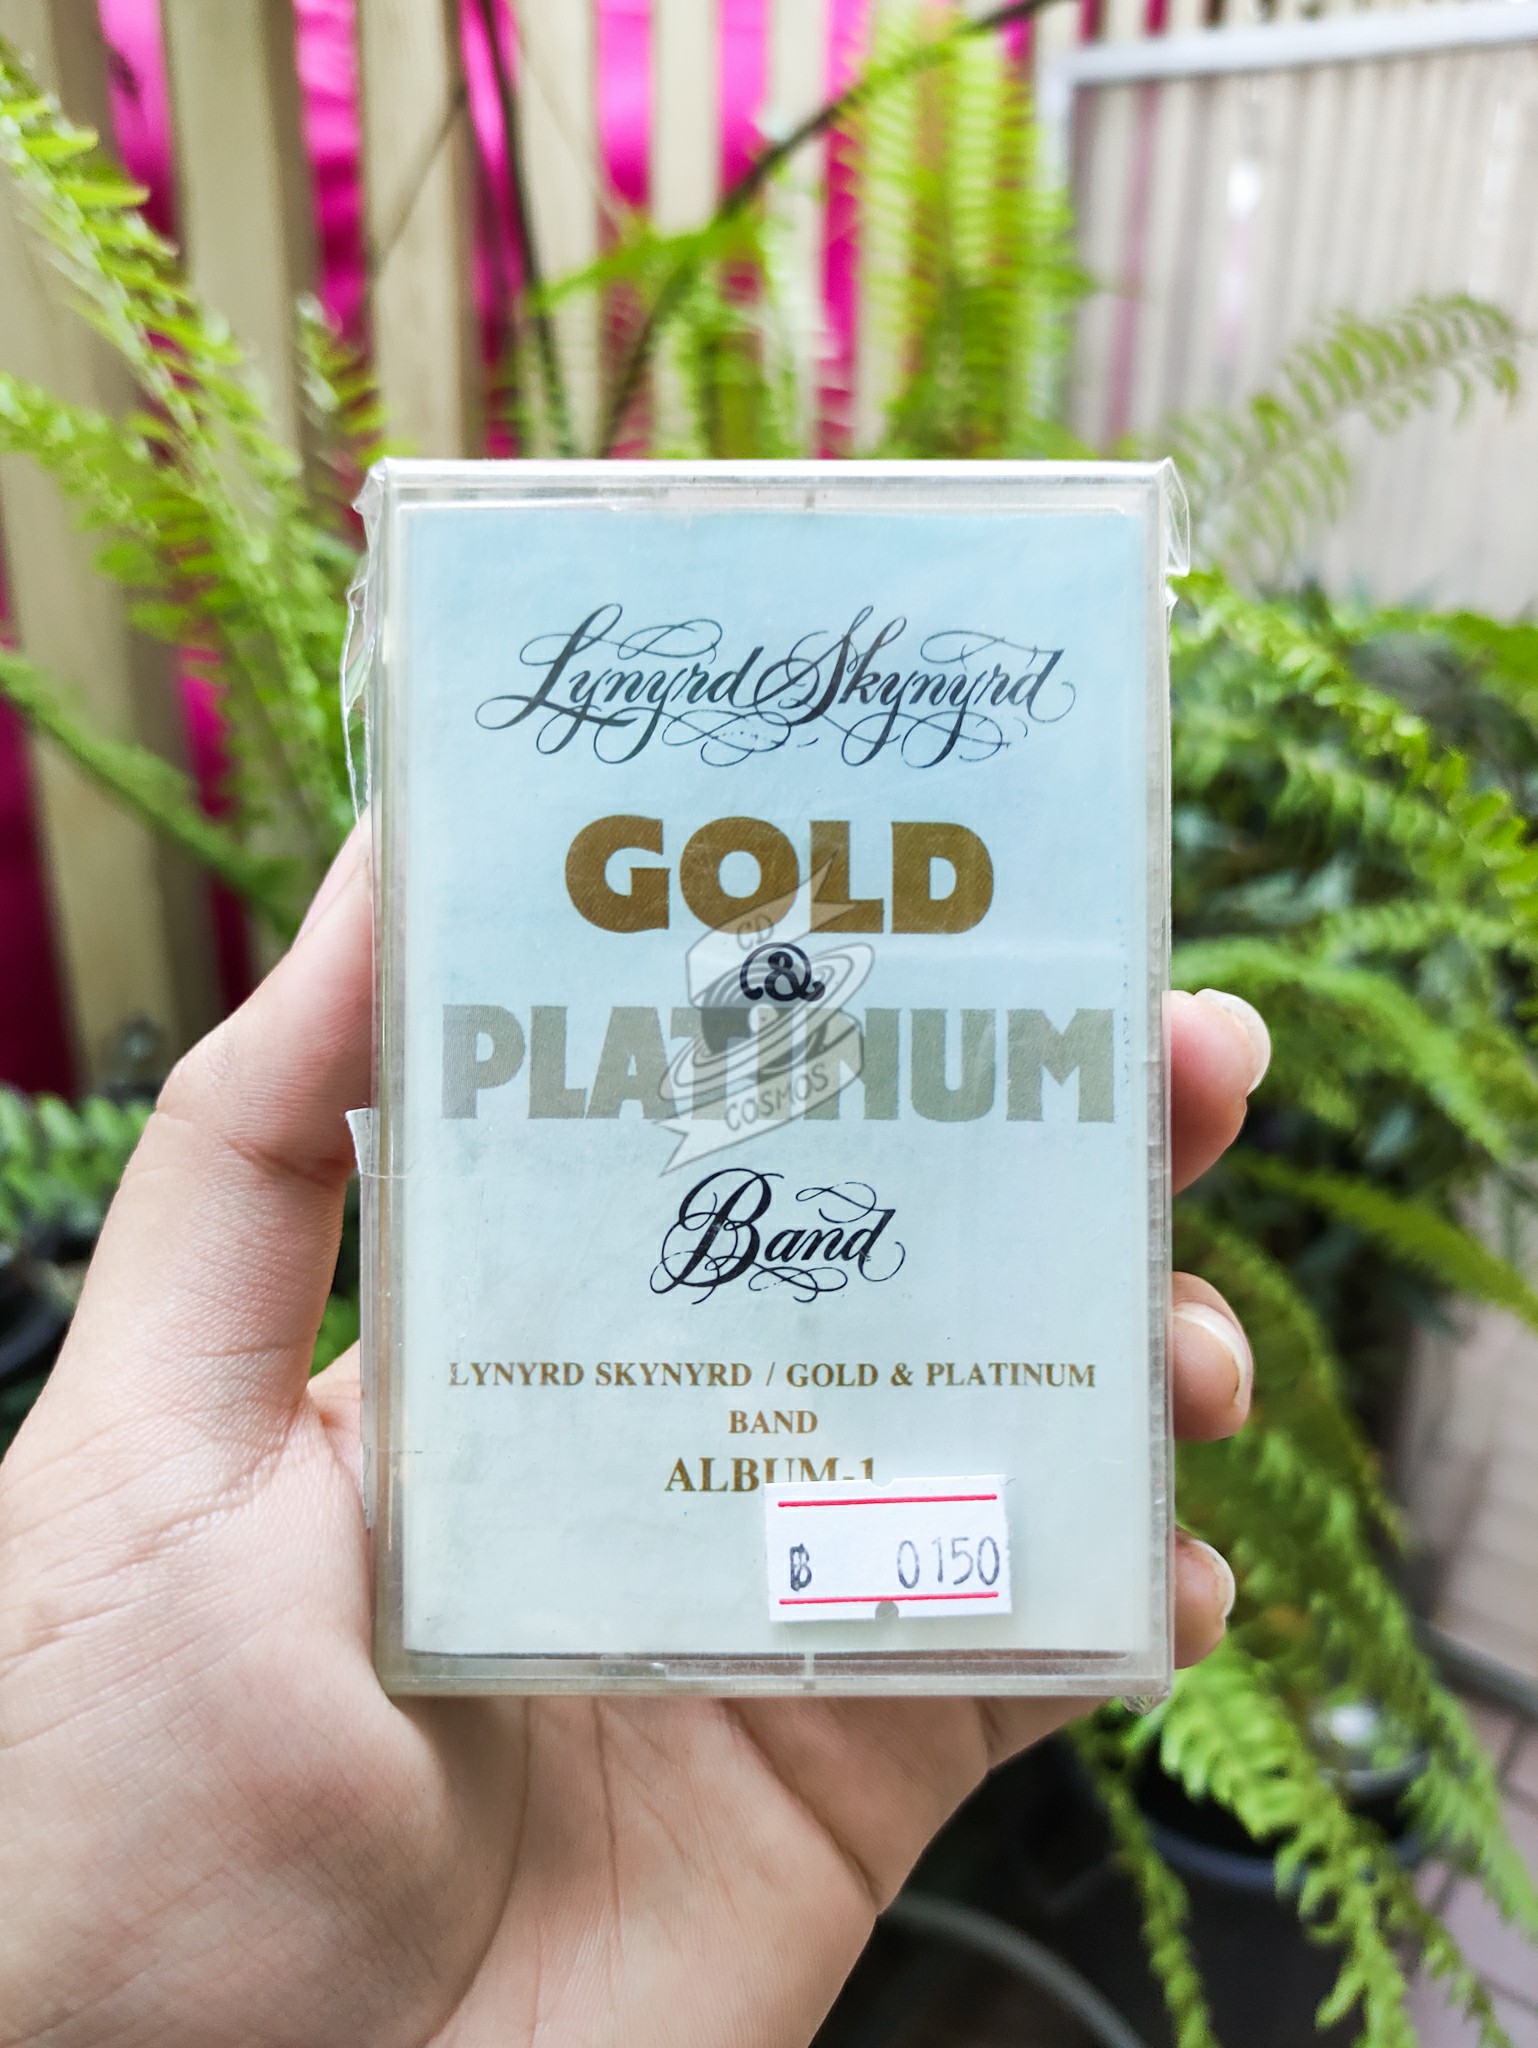 Lynyrd Skynyrd
GOLD
&
PLATINUM
CD
COSMOS
Band
LYNYRD SKYNYRD / GOLD & PLATINUM
BAND
ALBUM-1
฿ 0150